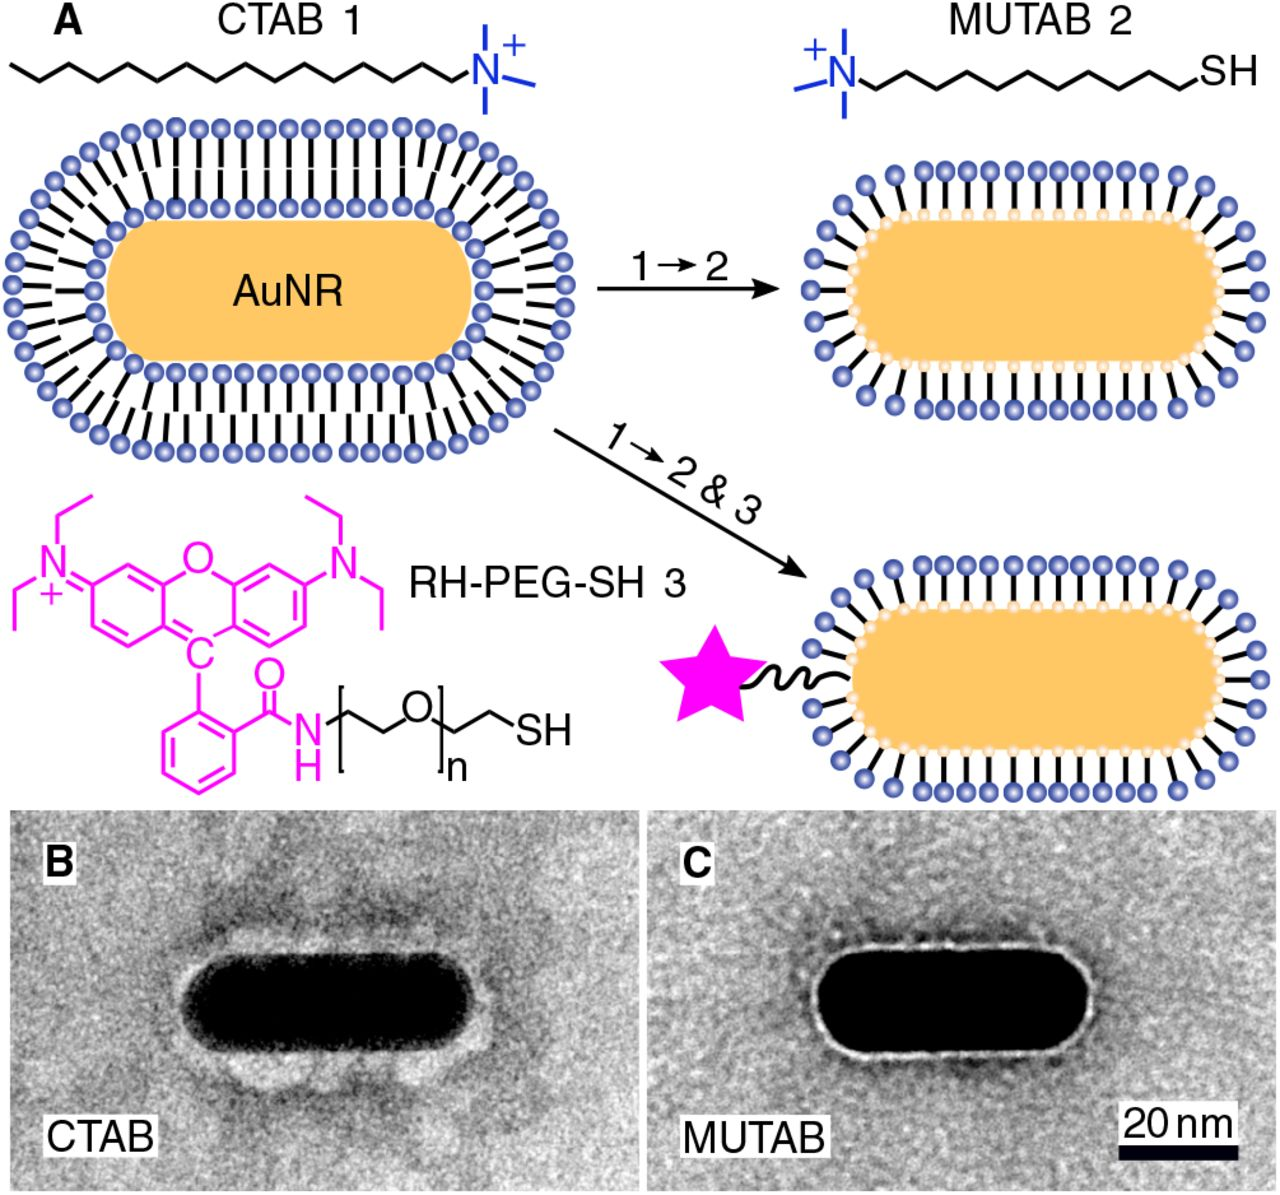 A
CTAB 1
MUTAB 2
N+
+N
SH
AuNR
1→2
1→2 & 3
N
+
O
N
RH-PEG-SH 3
C
O
N
H
O
n
SH
B
CTAB
C
MUTAB
20 nm